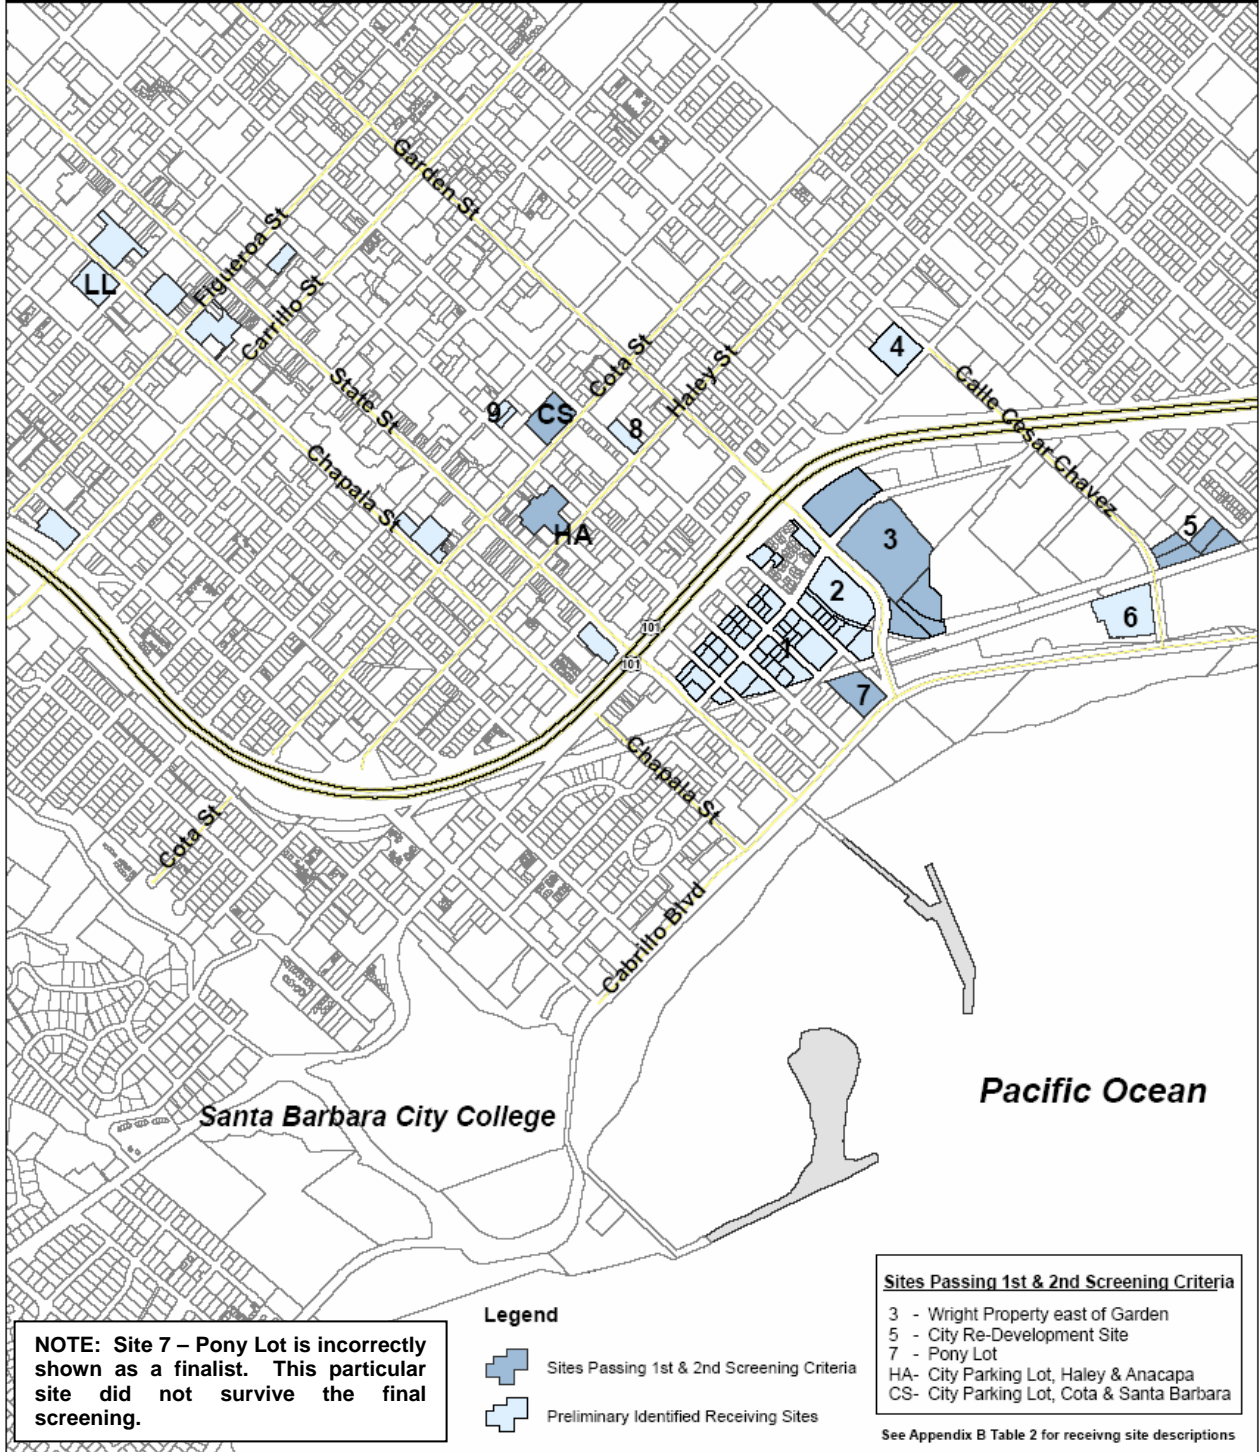 Garden St
Figueroa St
LL
Carrillo St
Cota St
4
State St
Haley St
Calle Cesar Chavez
9
CS
8
Chapala St
HA
3
5
2
6
101
1
101
7
Chapala St
Cota St
Cabrillo Blvd
Pacific Ocean
Santa Barbara City College
NOTE: Site 7 – Pony Lot is incorrectly
shown as a finalist. This particular
site did not survive the final
screening.
Legend
Sites Passing 1st & 2nd Screening Criteria
Preliminary Identified Receiving Sites
Sites Passing 1st & 2nd Screening Criteria
3 - Wright Property east of Garden
5 - City Re-Development Site
7 - Pony Lot
HA- City Parking Lot, Haley & Anacapa
CS- City Parking Lot, Cota & Santa Barbara
See Appendix B Table 2 for receivng site descriptions